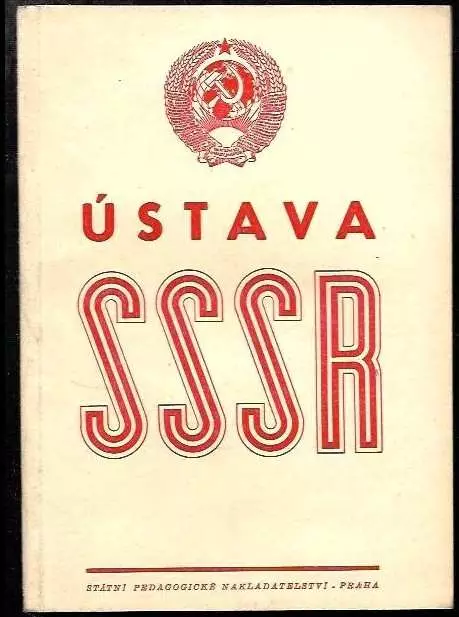 ÚSTAVA
SSSR
STÁTNÍ PEDAGOGICKÉ NAKLADATELSTVÍ - PRAHA